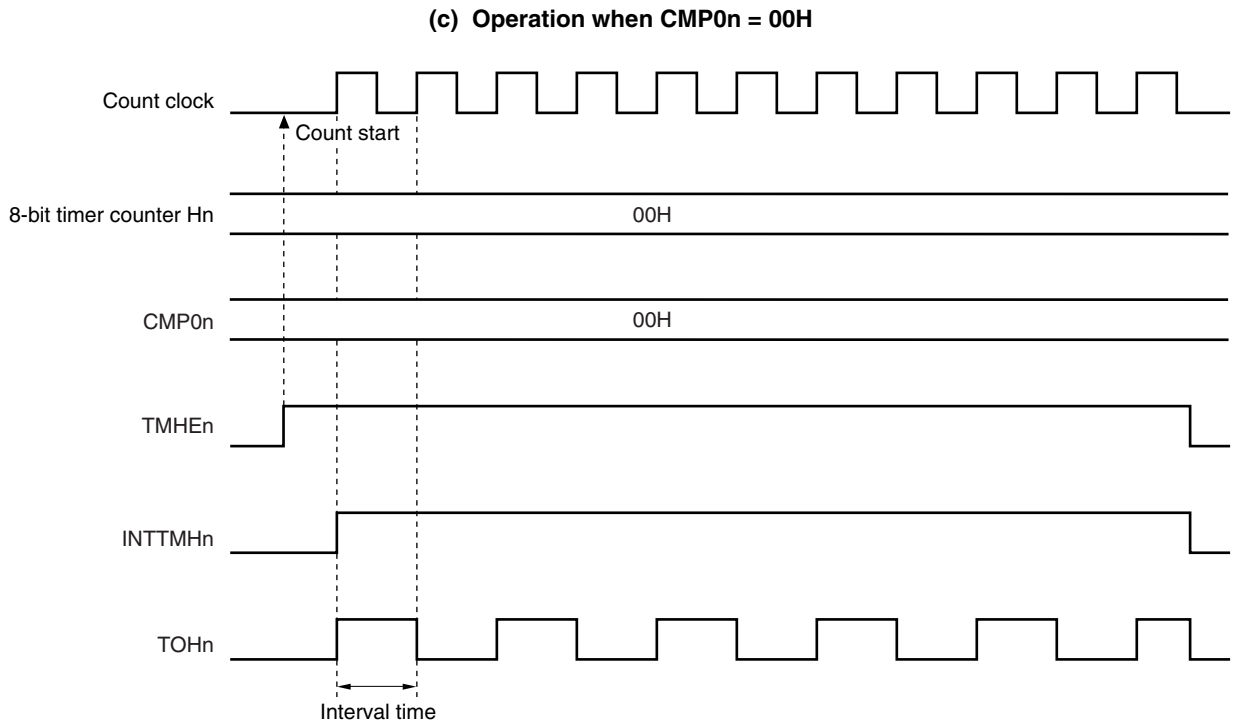 (c) Operation when CMP0n = 00H
Count clock
Count start
8-bit timer counter Hn
00H
CMP0n
00H
TMHEn
INTTMHn
TOHn
Interval time